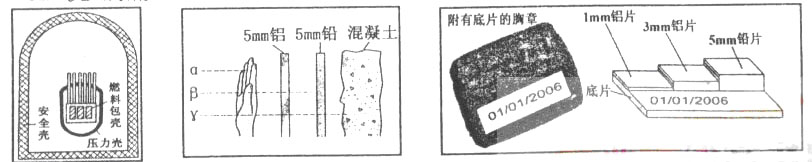 安全壳
燃料包壳
压力壳
5mm铝 5mm铅 混凝土
α
β
γ
附有底片的胸章
01/01/2006
1mm铝片
3mm铝片
5mm铅片
底片
01/01/2006